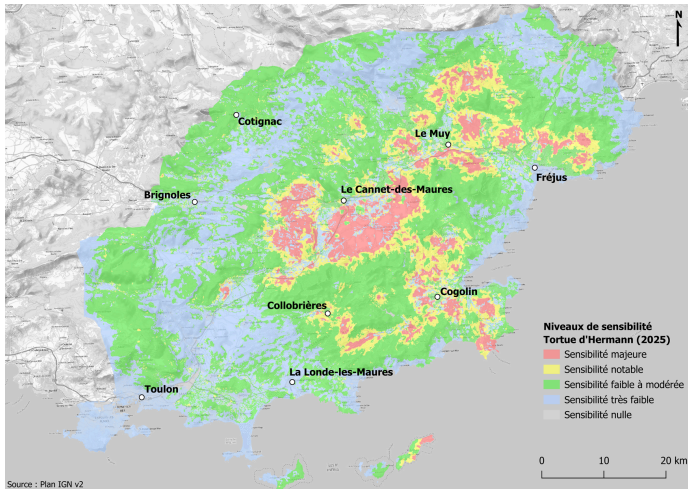 N
Cotignac
Le Muy
Fréjus
Brignoles
Le Cannet-des-Maures
Collobrières
Cogolin
La Londe-les-Maures
Toulon
Niveaux de sensibilité
Tortue d'Hermann (2025)
Sensibilité majeure
Sensibilité notable
Sensibilité faible à modérée
Sensibilité très faible
Sensibilité nulle
0 10 20 km
Source : Plan IGN v2